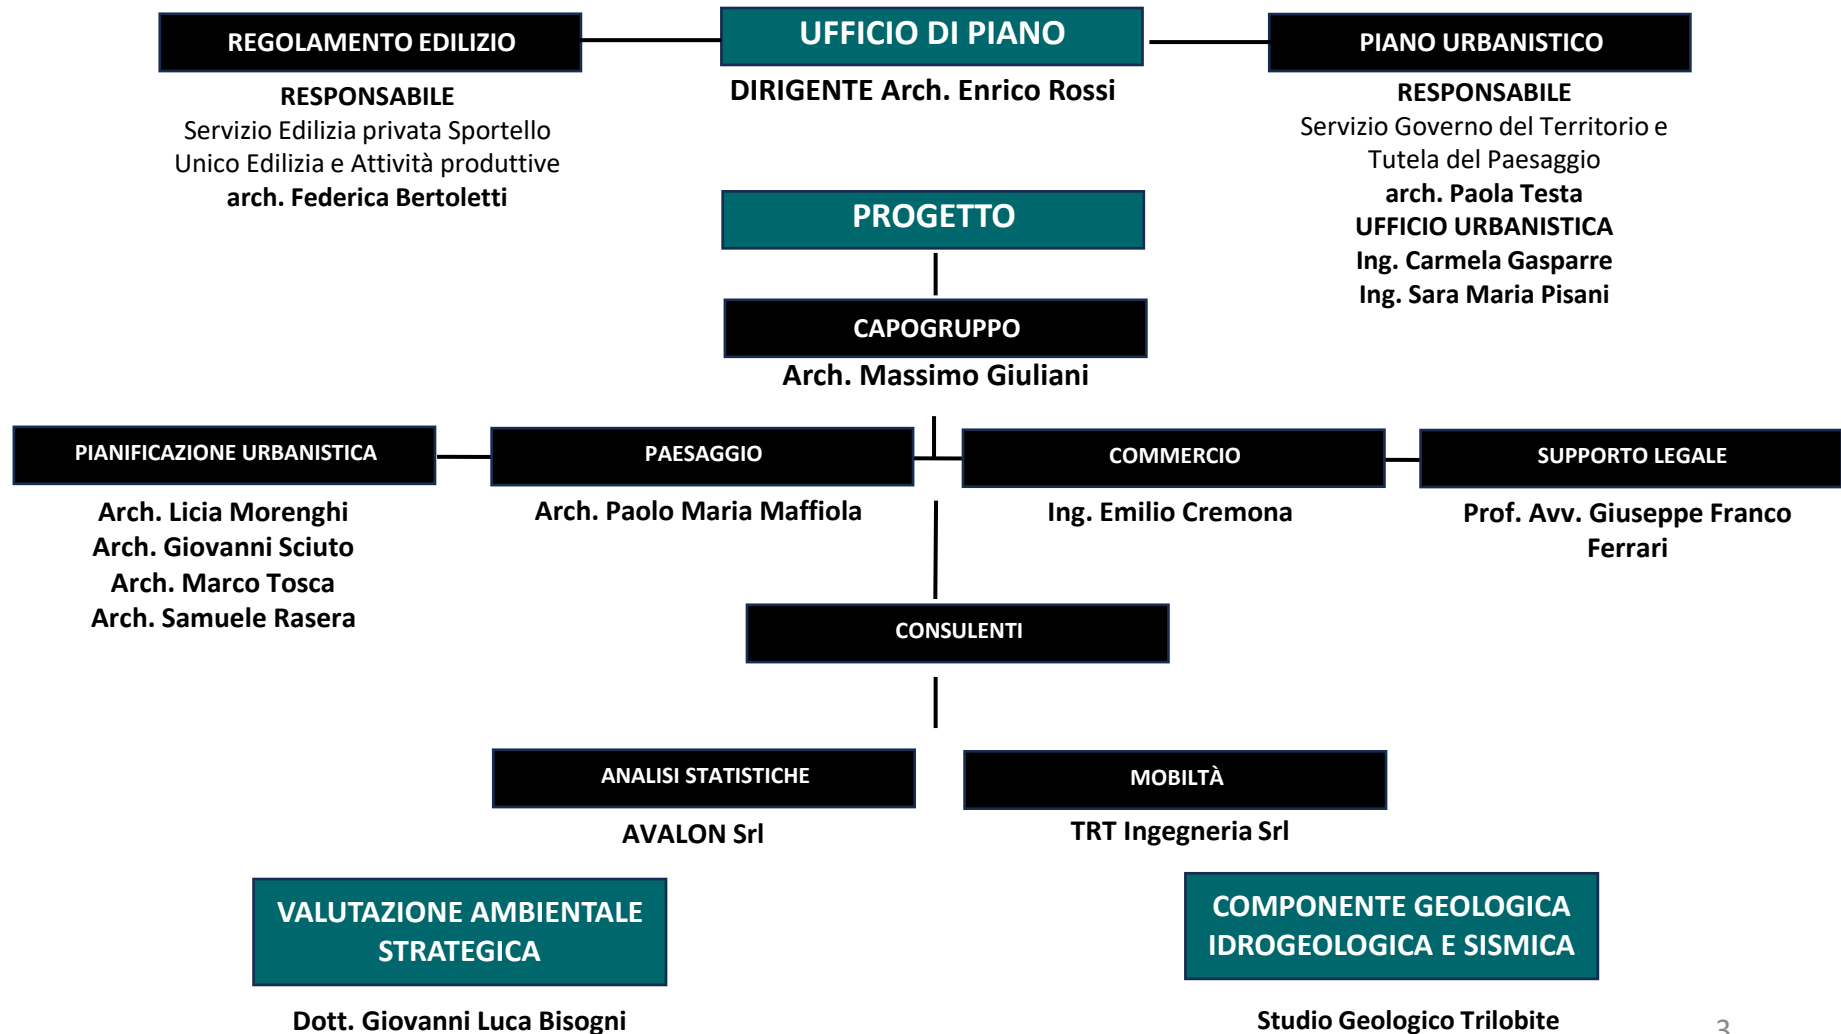 REGOLAMENTO EDILIZIO
RESPONSABILE
Servizio Edilizia privata Sportello
Unico Edilizia e Attività produttive
arch. Federica Bertoletti
UFFICIO DI PIANO
DIRIGENTE Arch. Enrico Rossi
PIANO URBANISTICO
RESPONSABILE
Servizio Governo del Territorio e
Tutela del Paesaggio
arch. Paola Testa
UFFICIO URBANISTICA
Ing. Carmela Gasparre
Ing. Sara Maria Pisani
PROGETTO
CAPOGRUPPO
Arch. Massimo Giuliani
PIANIFICAZIONE URBANISTICA
Arch. Licia Morenghi
Arch. Giovanni Sciuto
Arch. Marco Tosca
Arch. Samuele Rasera
PAESAGGIO
Arch. Paolo Maria Maffiola
COMMERCIO
Ing. Emilio Cremona
SUPPORTO LEGALE
Prof. Avv. Giuseppe Franco
Ferrari
CONSULENTI
ANALISI STATISTICHE
AVALON Srl
MOBILTÀ
TRT Ingegneria Srl
VALUTAZIONE AMBIENTALE
STRATEGICA
Dott. Giovanni Luca Bisogni
COMPONENTE GEOLOGICA
IDROGEOLOGICA E SISMICA
Studio Geologico Trilobite
3